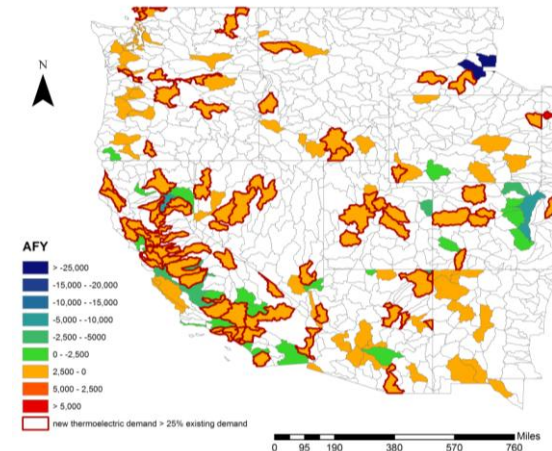 N
AFY
> -25,000
-15,000 - -20,000
-10,000 - -15,000
-5,000 - -10,000
-2,500 - -5000
0 - -2,500
2,500 - 0
5,000 - 2,500
> 5,000
new thermoelectric demand > 25% existing demand
Miles
0 95 190 380 570 760